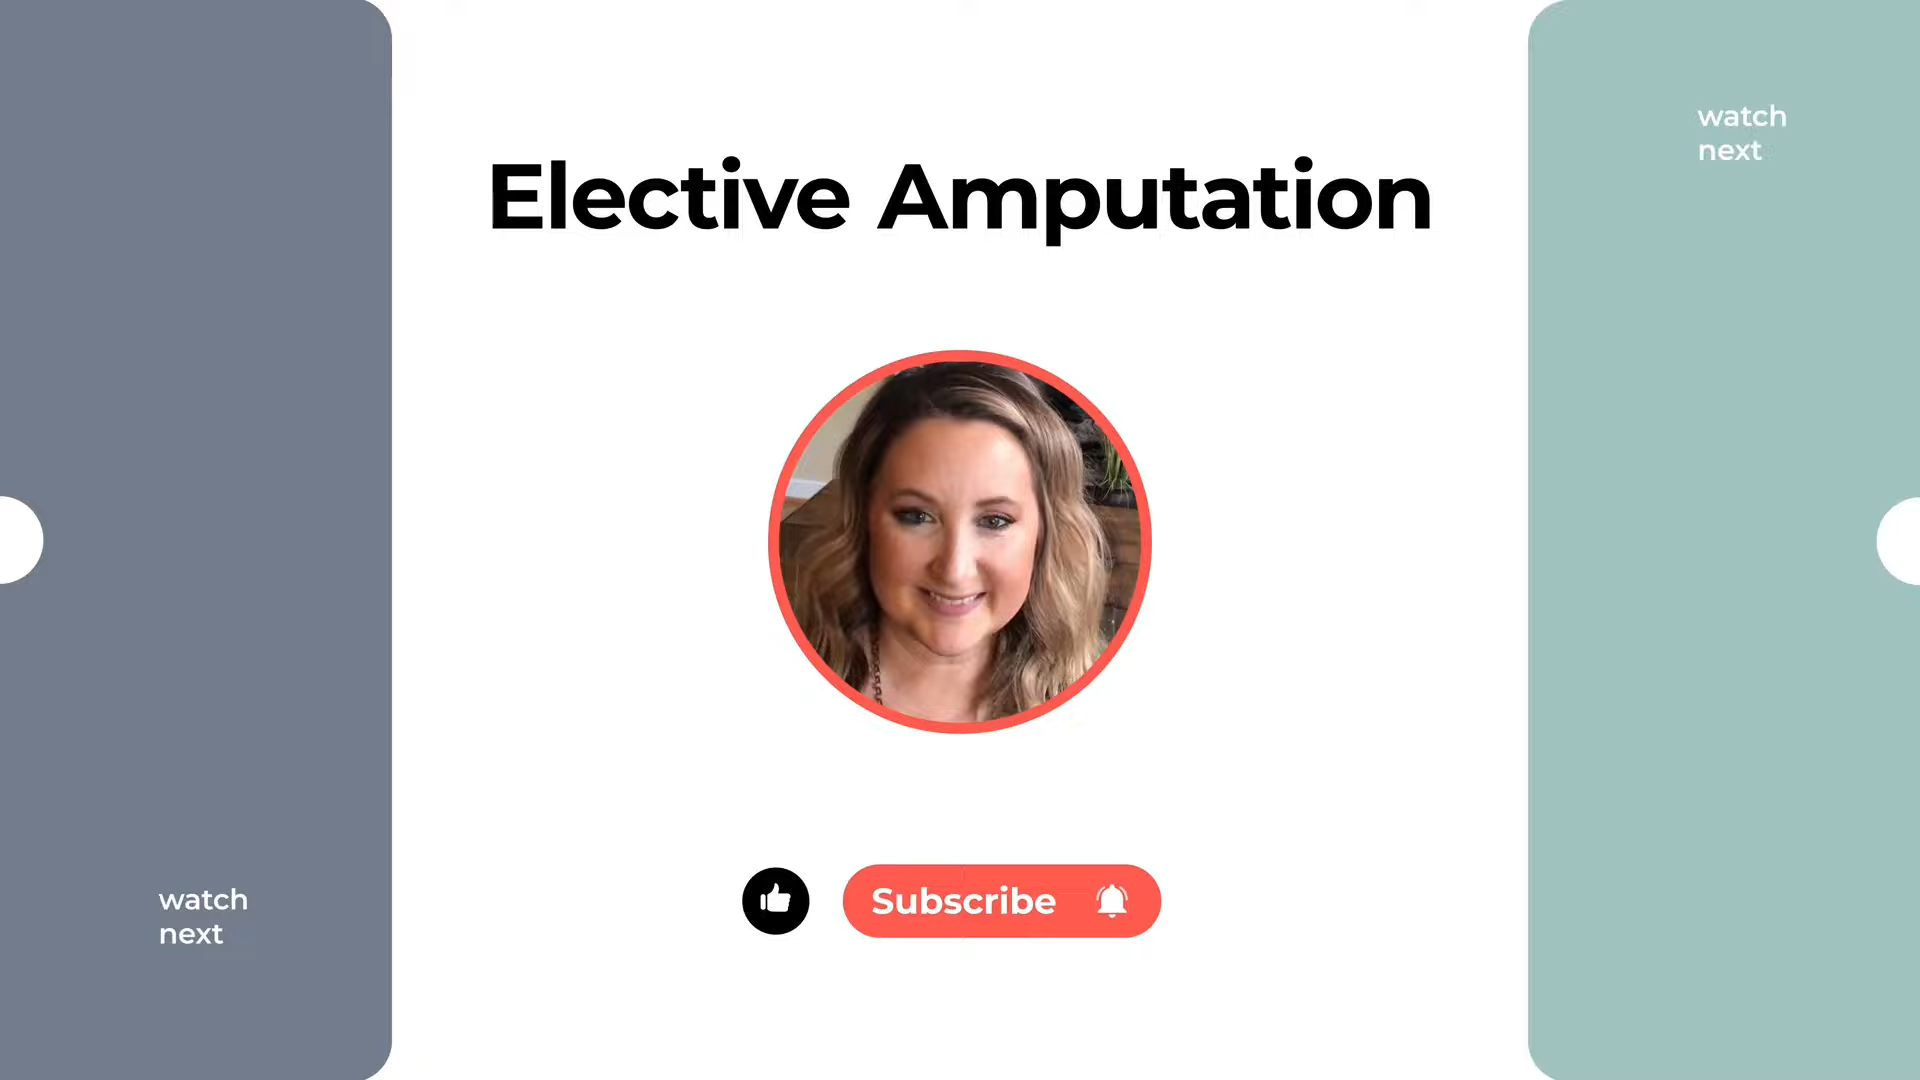 Elective Amputation
watch
next
Subscribe
watch
next